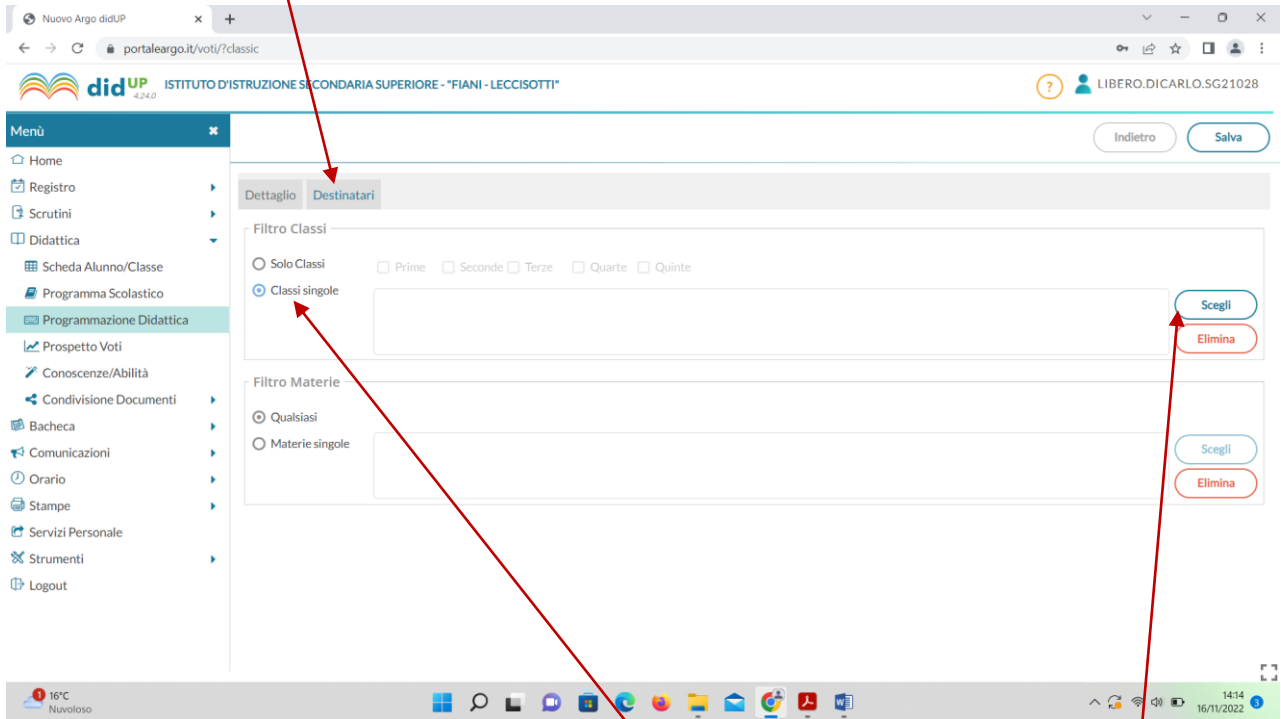 Nuovo Argo didUP
portaleargo.it/voti/?classic
didUP 4.24.0 ISTITUTO D'ISTRUZIONE SECONDARIA SUPERIORE - "FIANI - LECCISOTTI" ? LIBERO.DICARLO.SG21028
Menù
Indietro Salva
Home
Registro
Scrutini
Didattica
Scheda Alunno/Classe
Programma Scolastico
Programmazione Didattica
Prospetto Voti
Conoscenze/Abilità
Condivisione Documenti
Bacheca
Comunicazioni
Orario
Stampe
Servizi Personale
Strumenti
Logout
Dettaglio Destinatari
Filtro Classi
Solo Classi Prime Seconde Terze Quarte Quinte
Classi singole
Scegli
Elimina
Filtro Materie
Qualsiasi
Materie singole
Scegli
Elimina
1 16°C
Nuvoloso
14:14
16/11/2022 3